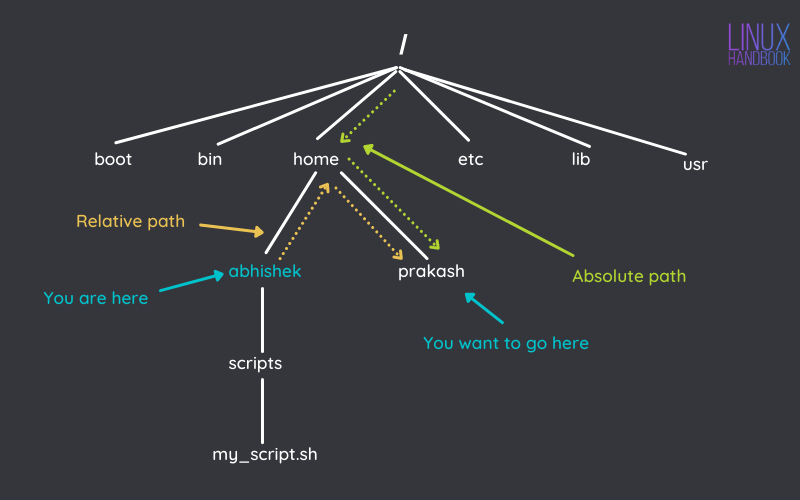 /
LINUX
HANDBOOK
boot
bin
home
etc
lib
usr
Relative path
abhishek
prakash
Absolute path
You are here
You want to go here
scripts
my_script.sh